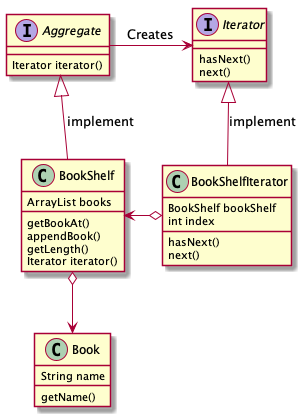 I Aggregate
Iterator iterator()
Creates
I Iterator
hasNext()
next()
implement
implement
C BookShelf
ArrayList books
getBookAt()
appendBook()
getLength()
Iterator iterator()
C BookShelfIterator
BookShelf bookShelf
int index
hasNext()
next()
C Book
String name
getName()